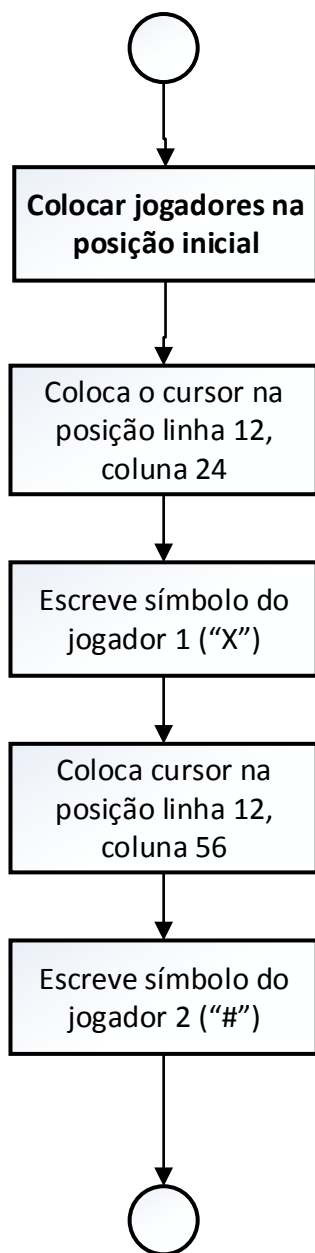 Colocar jogadores na
posição inicial
Coloca o cursor na
posição linha 12,
coluna 24
Escreve símbolo do
jogador 1 (“X”)
Coloca cursor na
posição linha 12,
coluna 56
Escreve símbolo do
jogador 2 (“#”)